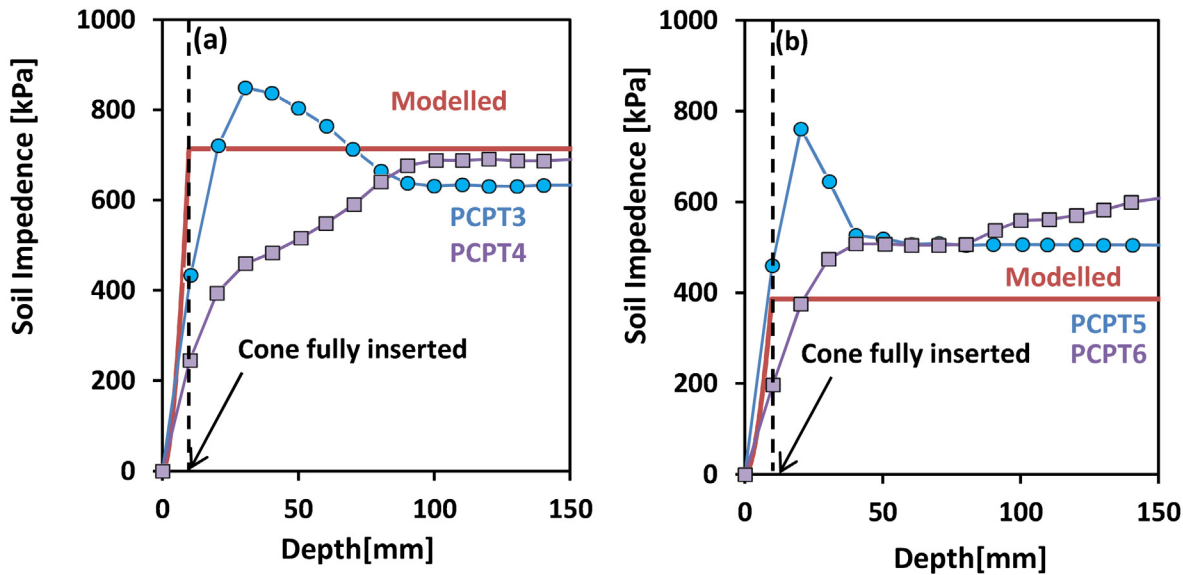 (a)
Soil Impedence [kPa]
1000
800
600
400
200
0
Modelled
PCPT3
PCPT4
Cone fully inserted
0 50 100 150
Depth[mm]
(b)
Soil Impedence [kPa]
1000
800
600
400
200
0
Modelled
PCPT5
PCPT6
Cone fully inserted
0 50 100 150
Depth[mm]